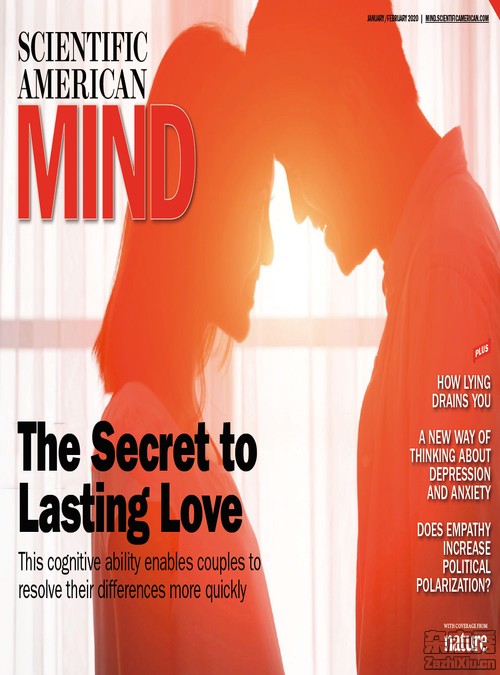 JANUARY/FEBRUARY 2020 | MIND.SCIENTIFICAMERICAN.COM
SCIENTIFIC
AMERICAN
MIND
PLUS
HOW LYING
DRAINS YOU
A NEW WAY OF
THINKING ABOUT
DEPRESSION
AND ANXIETY
DOES EMPATHY
INCREASE
POLITICAL
POLARIZATION?
The Secret to
Lasting Love
This cognitive ability enables couples to
resolve their differences more quickly
WITH COVERAGE FROM
nature
ZazhiXiu.cn